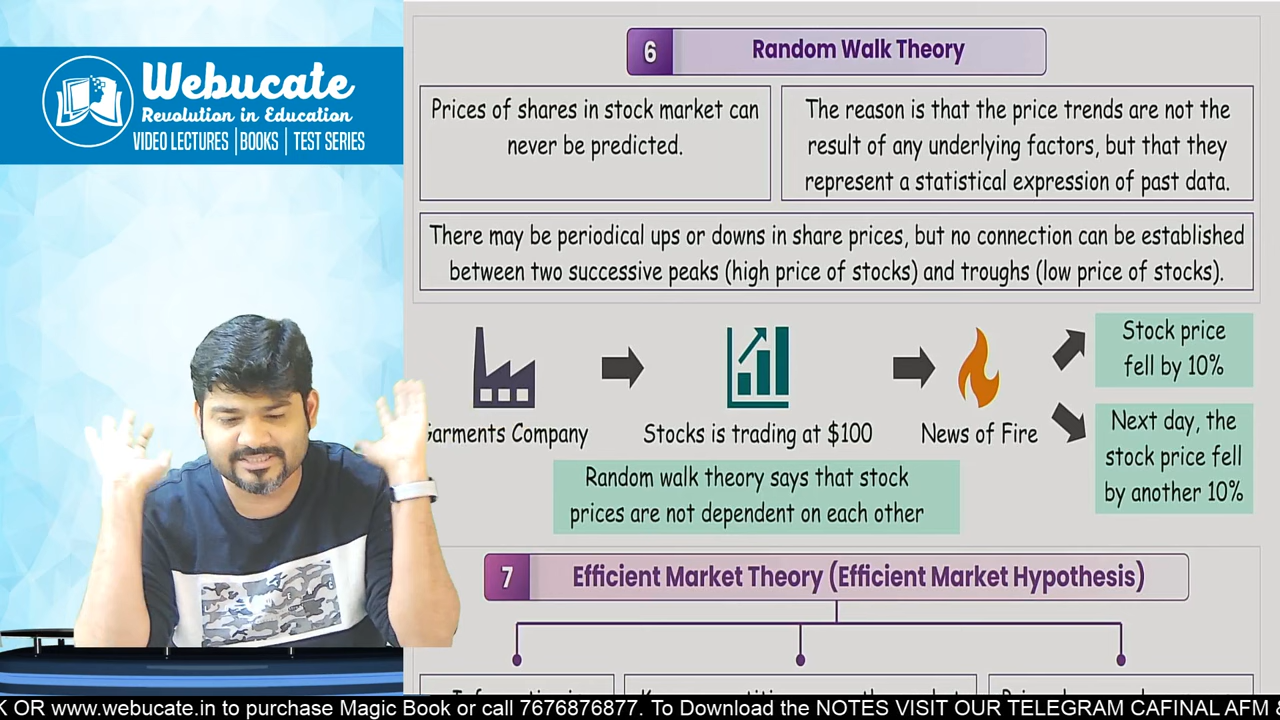 Webucate
Revolution in Education
VIDEO LECTURES | BOOKS | TEST SERIES
6 Random Walk Theory
Prices of shares in stock market can
never be predicted.
The reason is that the price trends are not the
result of any underlying factors, but that they
represent a statistical expression of past data.
There may be periodical ups or downs in share prices, but no connection can be established
between two successive peaks (high price of stocks) and troughs (low price of stocks).
Garments Company
Stocks is trading at $100
News of Fire
Stock price
fell by 10%
Next day, the
stock price fell
by another 10%
Random walk theory says that stock
prices are not dependent on each other
7 Efficient Market Theory (Efficient Market Hypothesis)
K OR www.webucate.in to purchase Magic Book or call 7676876877. To Download the NOTES VISIT OUR TELEGRAM CAFINAL AFM &